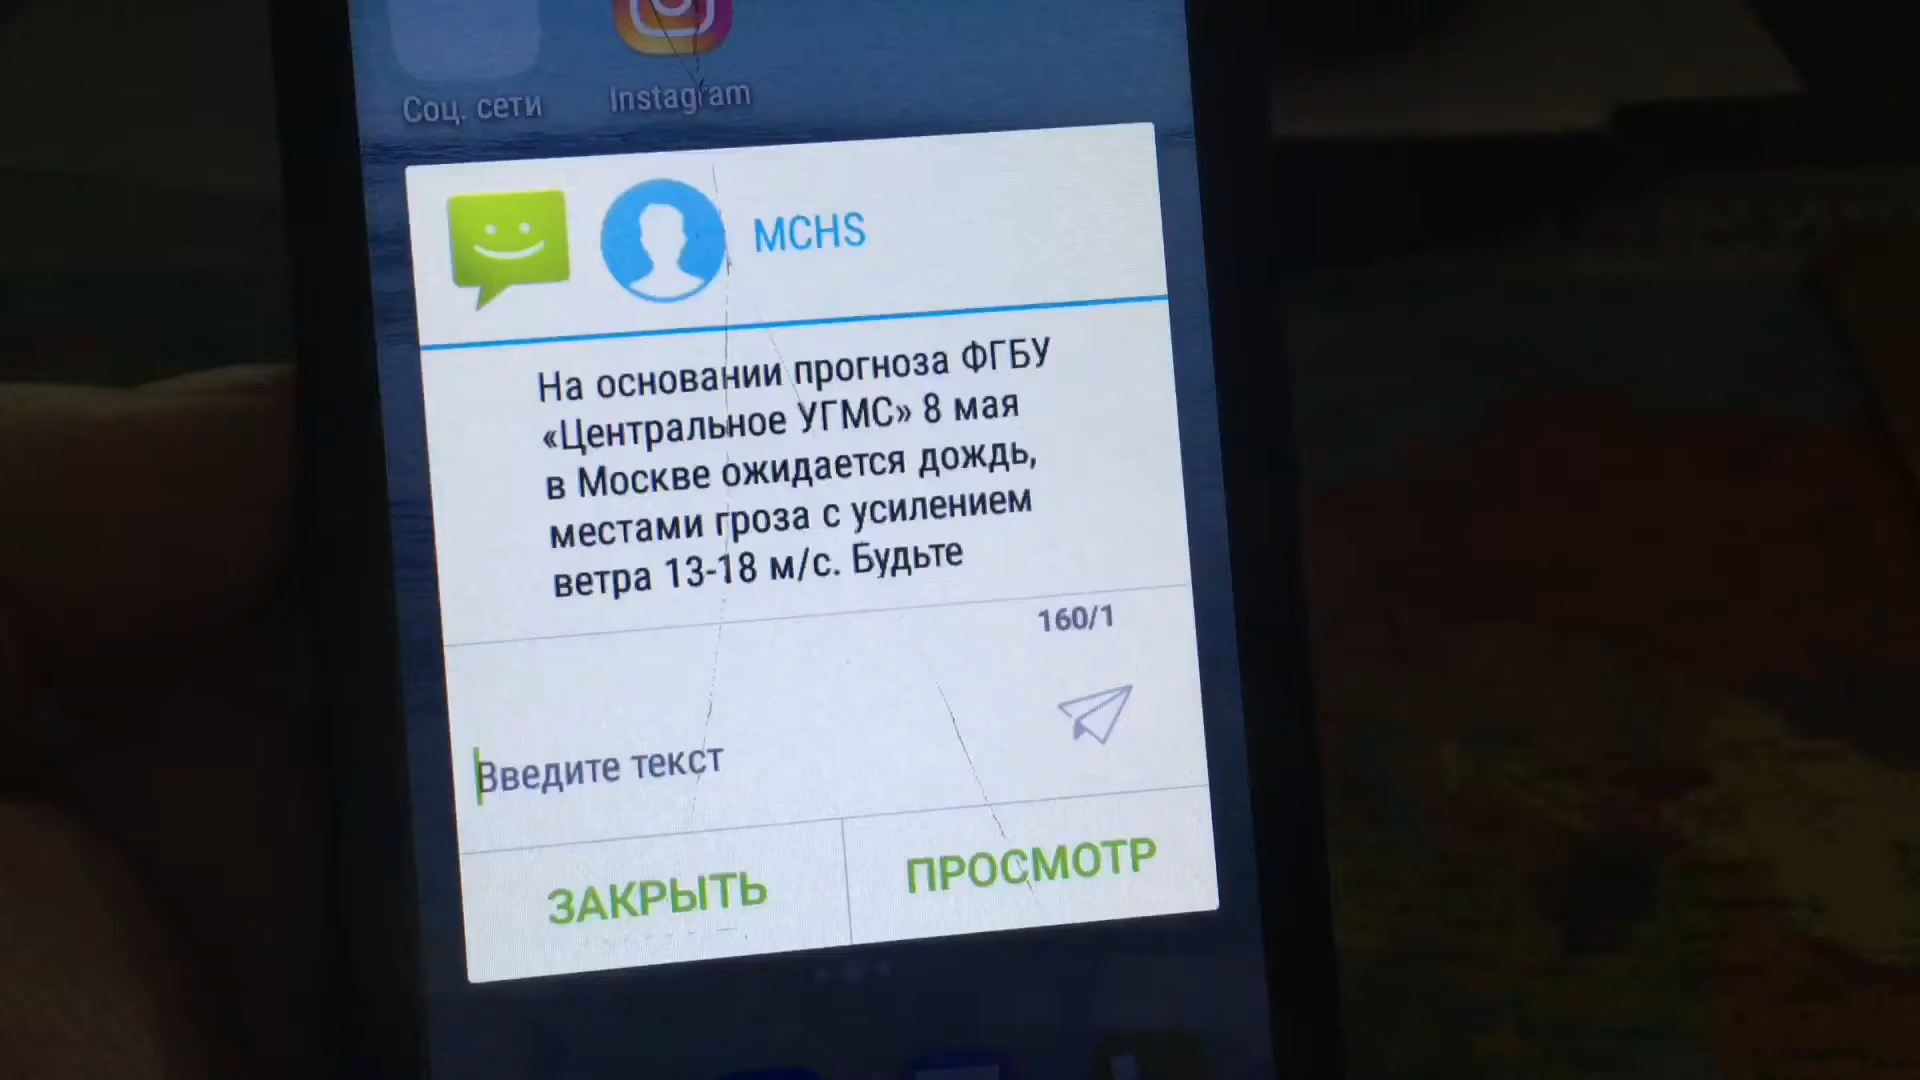 Соц. сети
Instagram
MCHS
На основании прогноза ФГБУ
«Центральное УГМС» 8 мая
в Москве ожидается дождь,
местами гроза с усилением
ветра 13-18 м/с. Будьте
160/1
Введите текст
ЗАКРЫТЬ
ПРОСМОТР